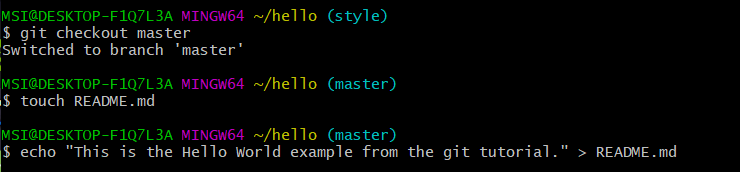 MSI@DESKTOP-F1Q7L3A MINGW64 ~/hello (style)
$ git checkout master
Switched to branch 'master'
MSI@DESKTOP-F1Q7L3A MINGW64 ~/hello (master)
$ touch README.md
MSI@DESKTOP-F1Q7L3A MINGW64 ~/hello (master)
$ echo "This is the Hello World example from the git tutorial." > README.md